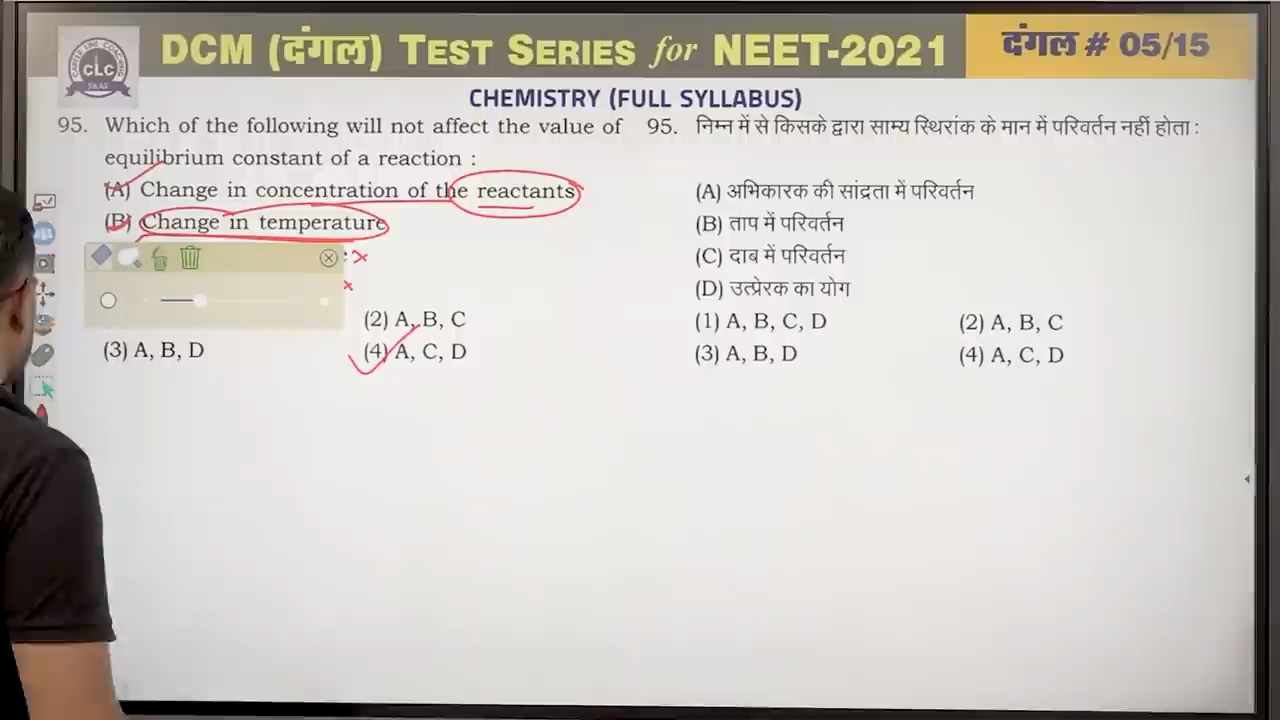 CLC
SIKAR
DCM (दंगल) TEST SERIES for NEET-2021
दंगल # 05/15
CHEMISTRY (FULL SYLLABUS)
95. Which of the following will not affect the value of
equilibrium constant of a reaction :
(A) Change in concentration of the reactants
(B) Change in temperature
(2) A, B, C
(3) A, B, D
(4) A, C, D
95. निम्न में से किसके द्वारा साम्य स्थिरांक के मान में परिवर्तन नहीं होता :
(A) अभिकारक की सांद्रता में परिवर्तन
(B) ताप में परिवर्तन
(C) दाब में परिवर्तन
(D) उत्प्रेरक का योग
(1) A, B, C, D
(2) A, B, C
(3) A, B, D
(4) A, C, D